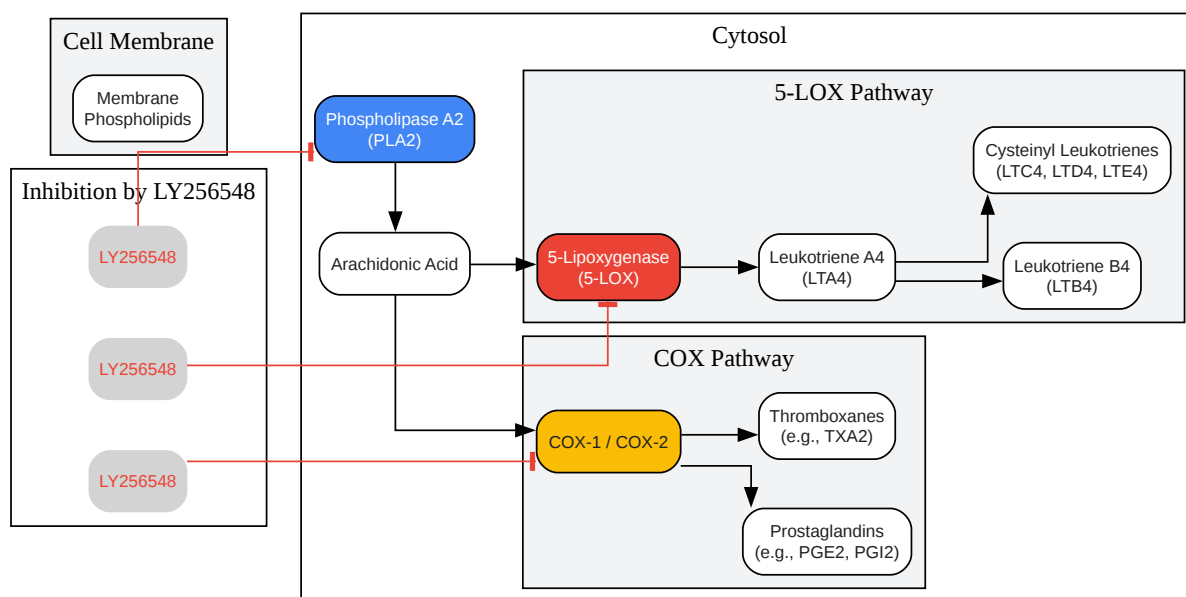 Cell Membrane
Membrane
Phospholipids
Inhibition by LY256548
LY256548
LY256548
LY256548
Cytosol
Phospholipase A2
(PLA2)
Arachidonic Acid
5-LOX Pathway
5-Lipoxygenase
(5-LOX)
Leukotriene A4
(LTA4)
Cysteinyl Leukotrienes
(LTC4, LTD4, LTE4)
Leukotriene B4
(LTB4)
COX Pathway
COX-1 / COX-2
Thromboxanes
(e.g., TXA2)
Prostaglandins
(e.g., PGE2, PGI2)